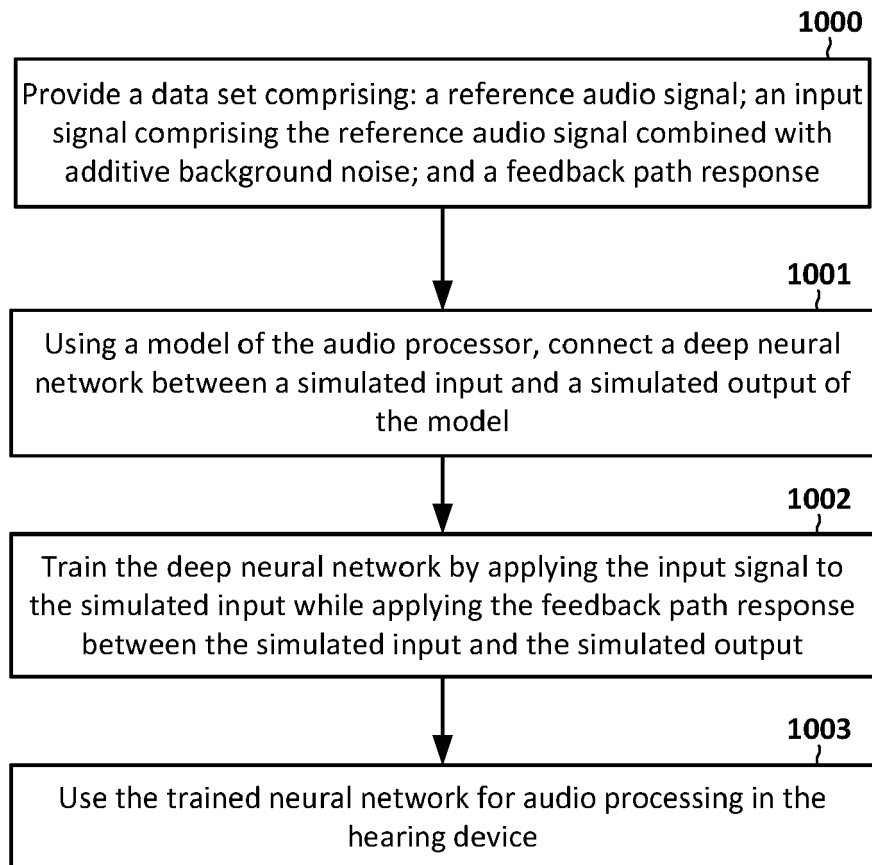 1000
Provide a data set comprising: a reference audio signal; an input
signal comprising the reference audio signal combined with
additive background noise; and a feedback path response
1001
Using a model of the audio processor, connect a deep neural
network between a simulated input and a simulated output of
the model
1002
Train the deep neural network by applying the input signal to
the simulated input while applying the feedback path response
between the simulated input and the simulated output
1003
Use the trained neural network for audio processing in the
hearing device